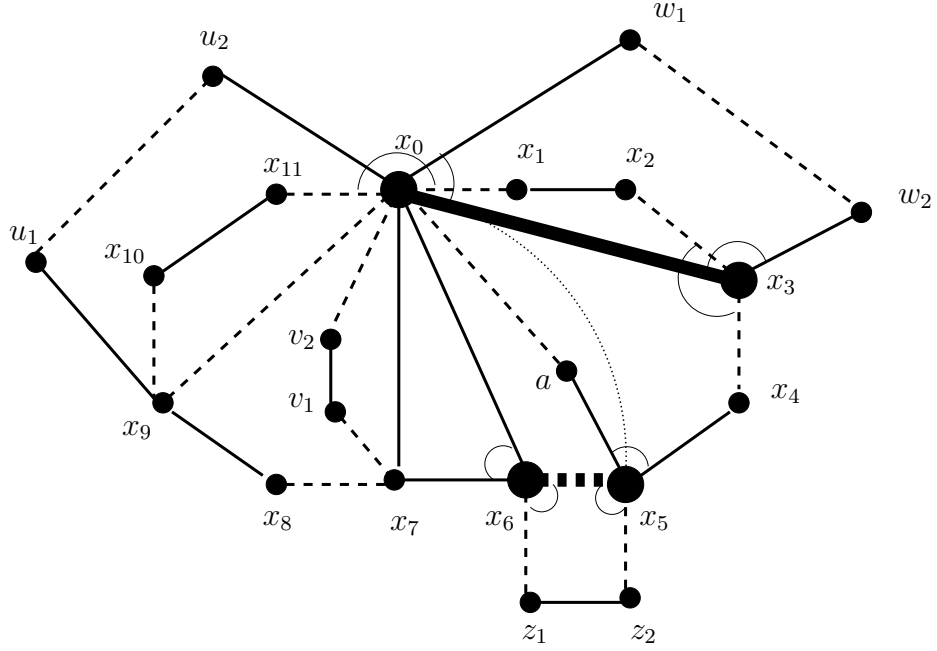 w₁
u₂
x₀
x₁
x₂
x₁₁
w₂
u₁
x₁₀
x₃
v₂
a
x₄
v₁
x₉
x₈
x₇
x₆
x₅
z₁
z₂